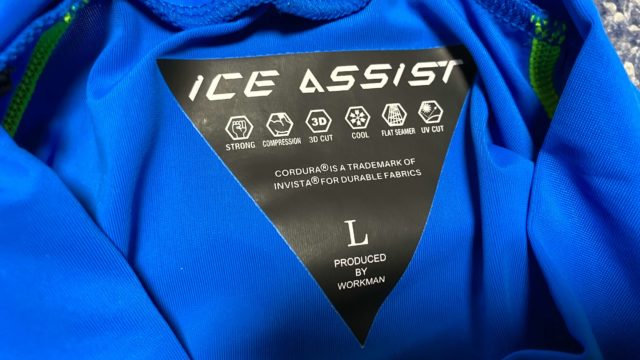 ICE ASSIST
STRONG COMPRESSION 3D 3D CUT COOL FLAT SEAMER UV CUT
CORDURA® IS A TRADEMARK OF
INVISTA® FOR DURABLE FABRICS
L
PRODUCED
BY
WORKMAN